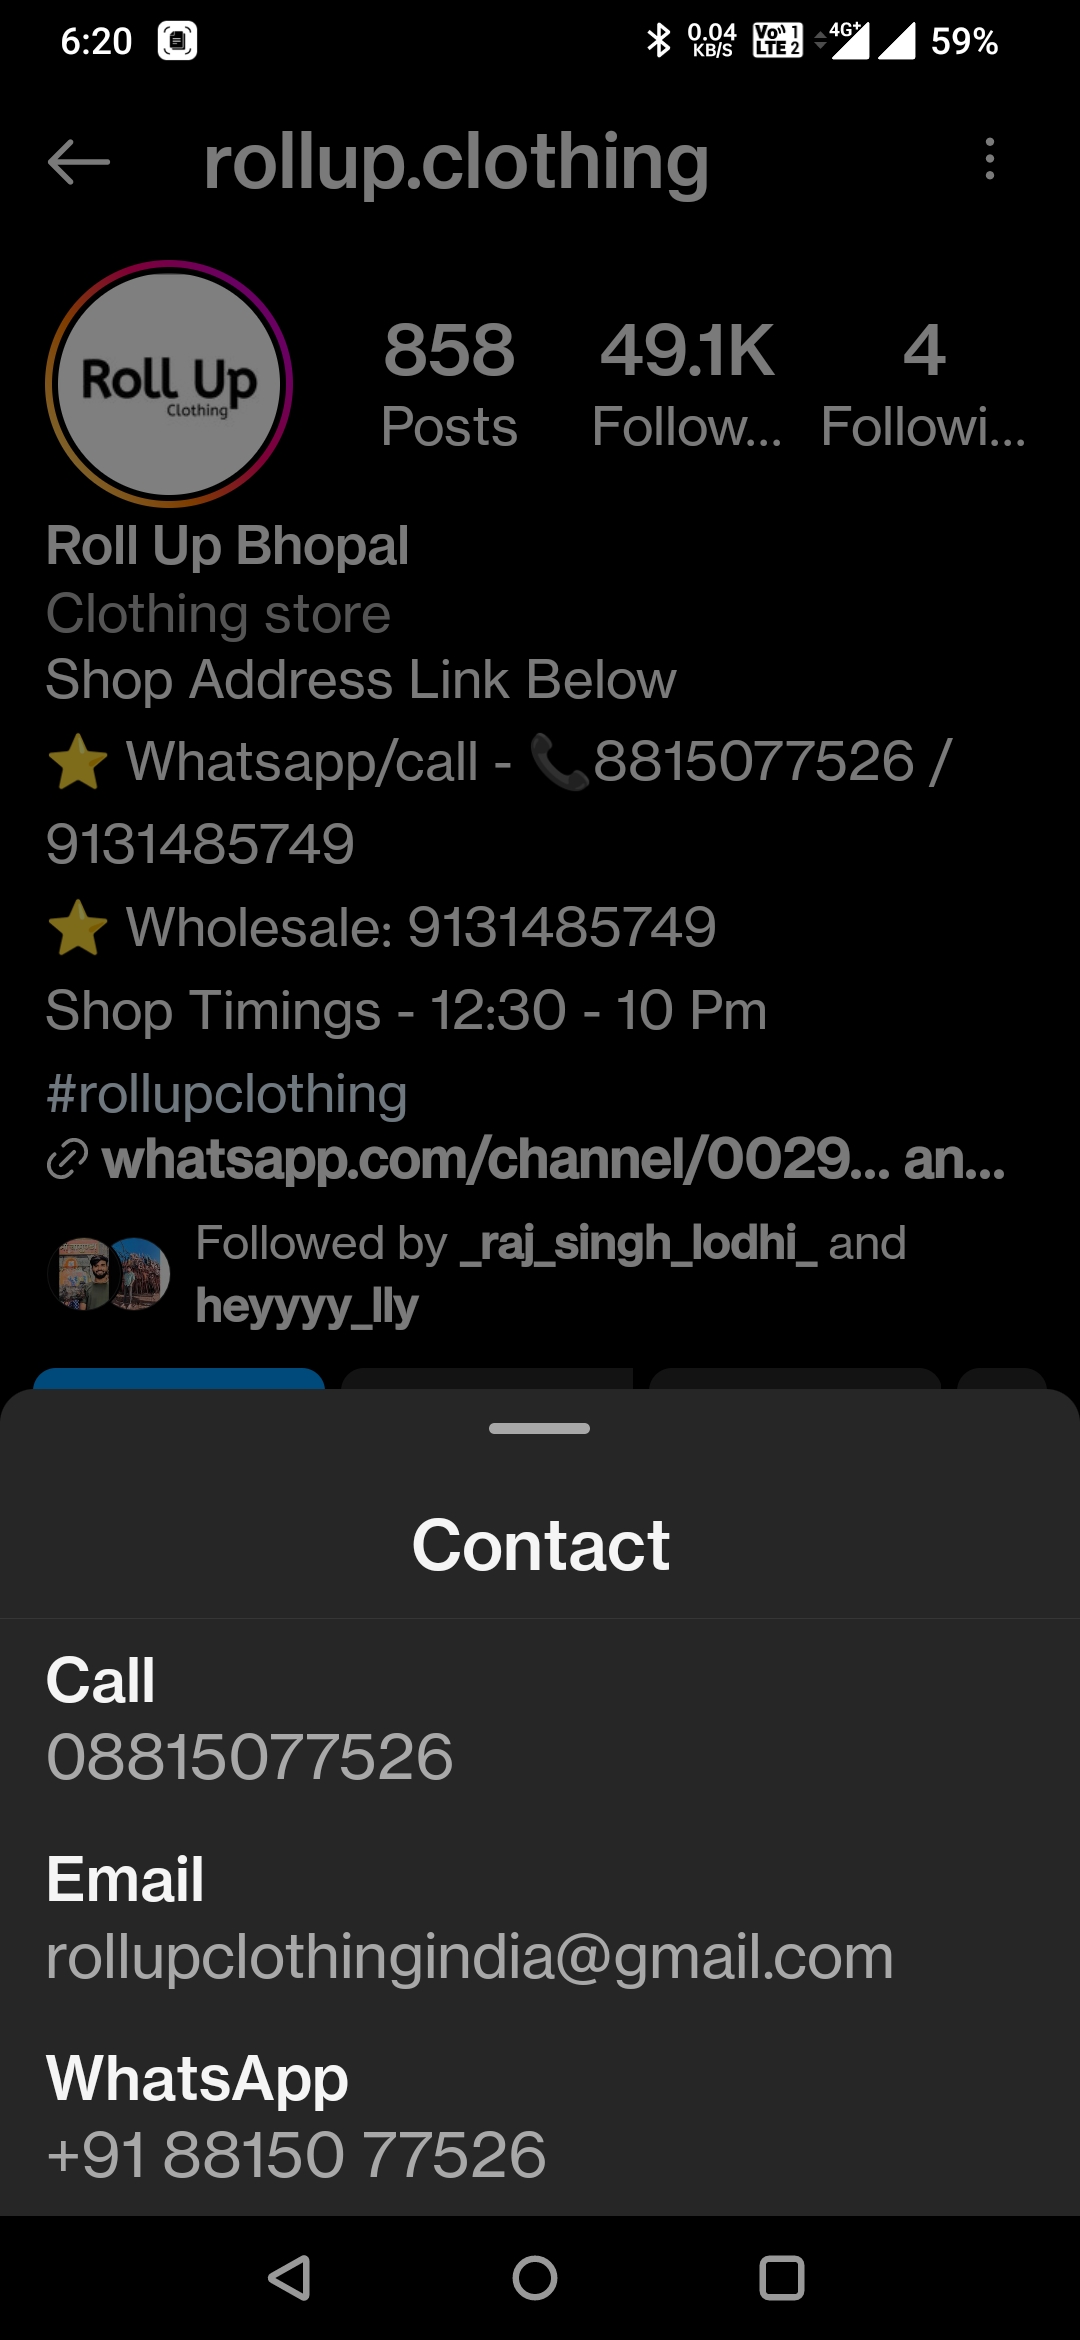 6:20
0.04
KB/S
Vo 1
LTE 2
4G+
59%
rollup.clothing
Roll Up
Clothing
858
49.1K
4
Posts
Follow...
Followi...
Roll Up Bhopal
Clothing store
Shop Address Link Below
⭐ Whatsapp/call - 📞8815077526 /
9131485749
⭐ Wholesale: 9131485749
Shop Timings - 12:30 - 10 Pm
#rollupclothing
whatsapp.com/channel/0029... an...
Followed by _raj_singh_lodhi_ and
heyyyy_lly
Contact
Call
08815077526
Email
rollupclothingindia@gmail.com
WhatsApp
+91 88150 77526